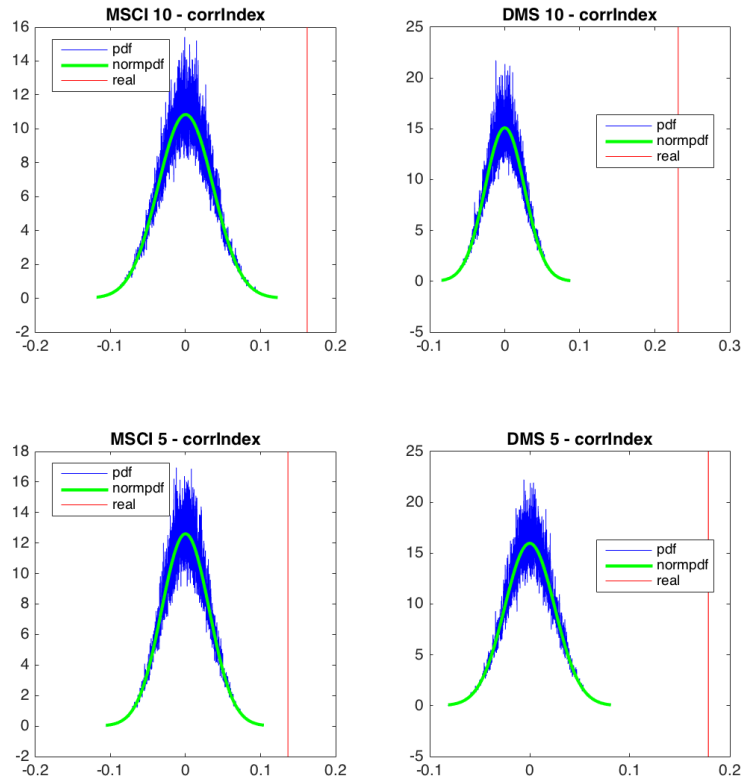 MSCI 10 - corrIndex
16
14
12
10
8
6
4
2
0
-2
-0.2 -0.1 0 0.1 0.2
pdf
normpdf
real
DMS 10 - corrIndex
25
20
15
10
5
0
-5
-0.1 0 0.1 0.2 0.3
pdf
normpdf
real
MSCI 5 - corrIndex
18
16
14
12
10
8
6
4
2
0
-2
-0.2 -0.1 0 0.1 0.2
pdf
normpdf
real
DMS 5 - corrIndex
25
20
15
10
5
0
-5
-0.1 0 0.1 0.2
pdf
normpdf
real